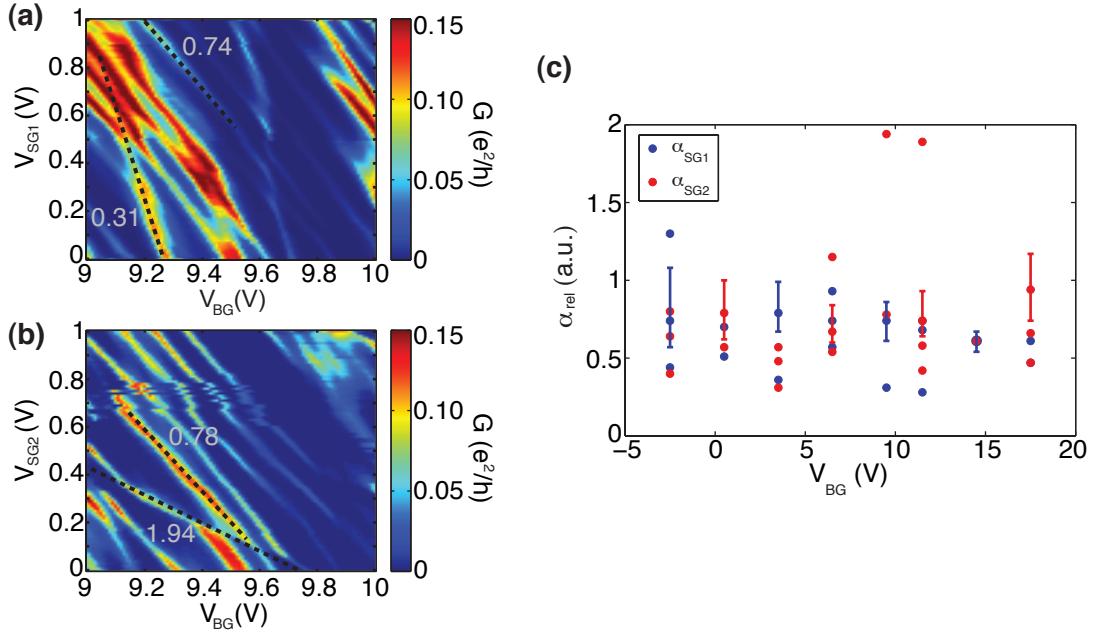 (a)
1
0.8
0.6
0.4
0.2
0
V_SG1 (V)
0.74
0.31
9 9.2 9.4 9.6 9.8 10
V_BG(V)
0.15
0.10
0.05
0
G (e²/h)
(b)
1
0.8
0.6
0.4
0.2
0
V_SG2 (V)
0.78
1.94
9 9.2 9.4 9.6 9.8 10
V_BG(V)
0.15
0.10
0.05
0
G (e²/h)
(c)
2
1.5
1
0.5
0
α_rel (a.u.)
α_SG1
α_SG2
−5 0 5 10 15 20
V_BG (V)